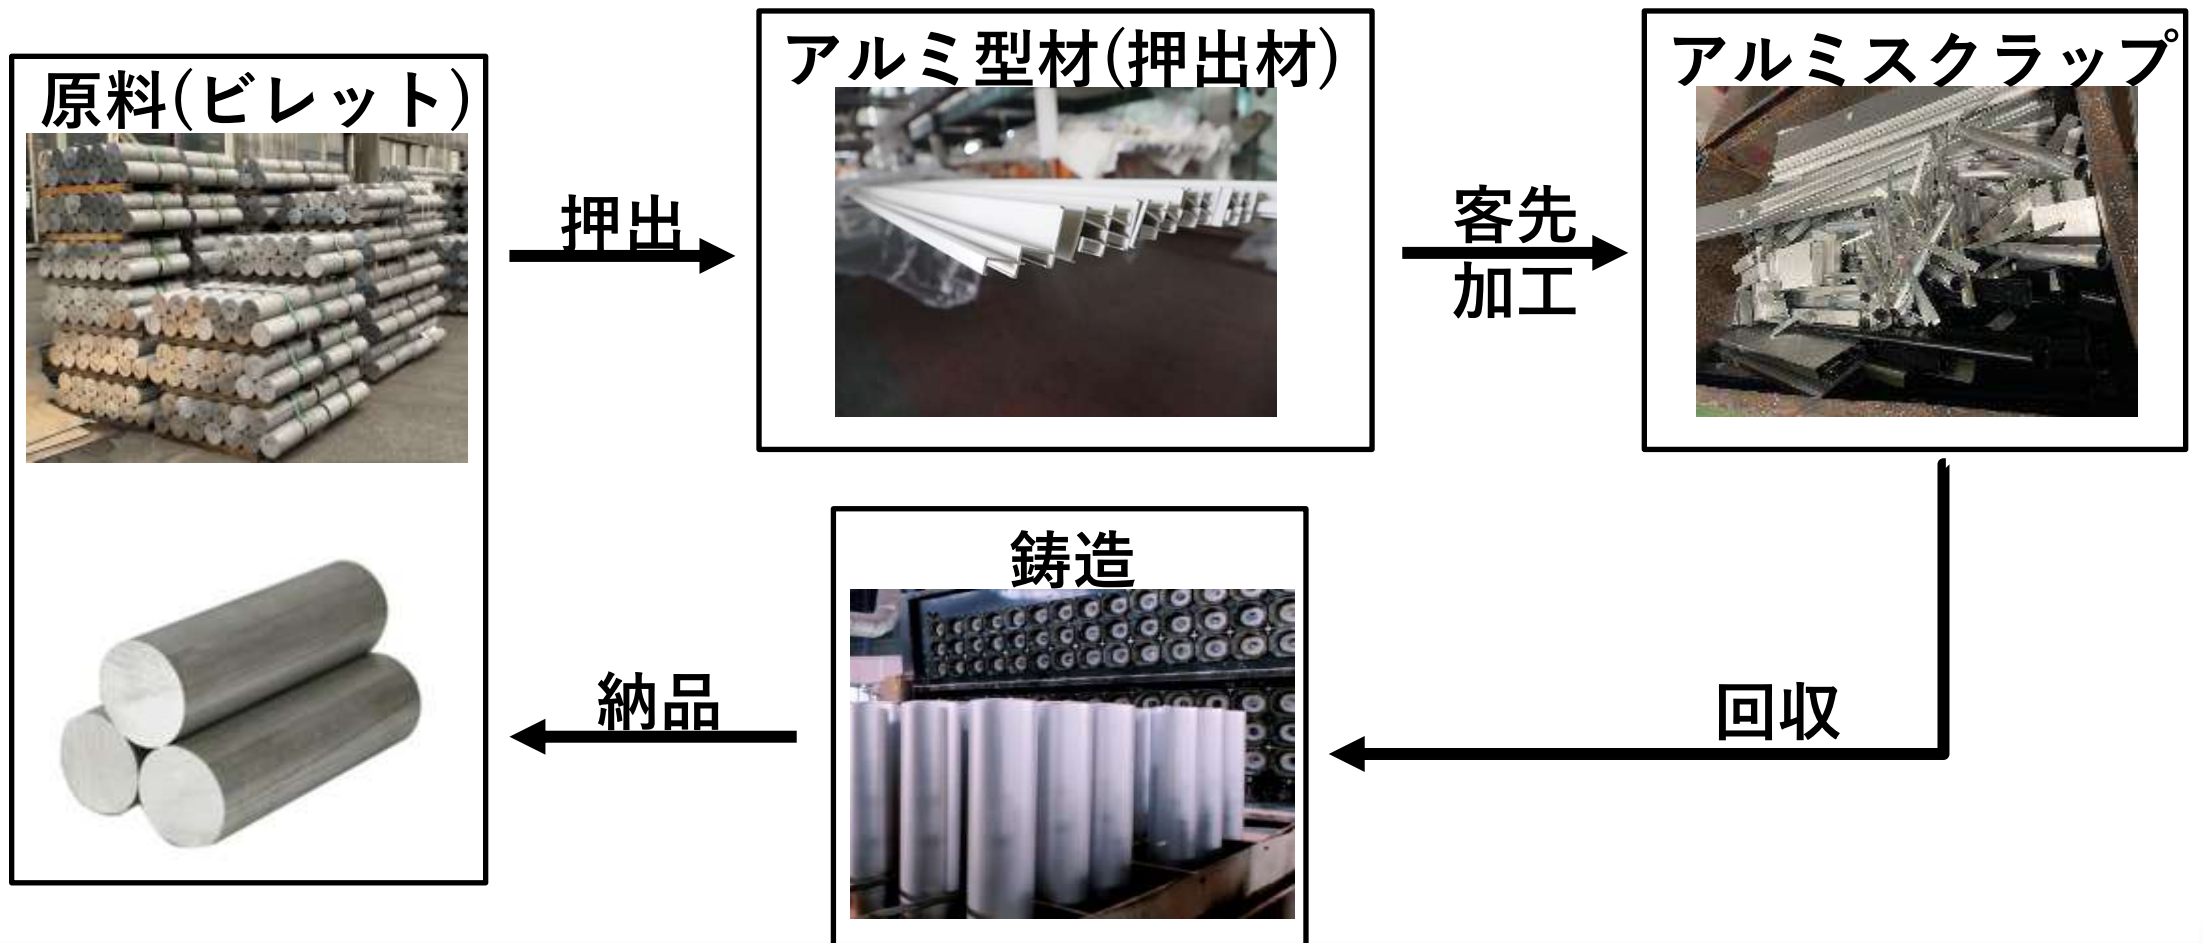 原料(ビレット)
押出
アルミ型材(押出材)
客先
加工
アルミスクラップ
回収
鋳造
納品